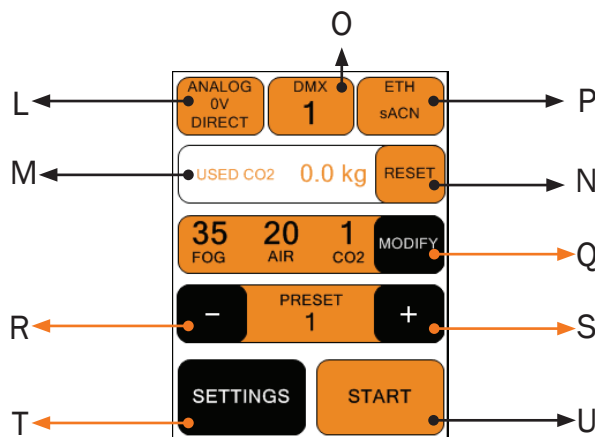 O
L
ANALOG
0V
DIRECT
DMX
1
ETH
sACN
P
M
USED CO2 0.0 kg
RESET
N
35 20 1
FOG AIR CO2
MODIFY
Q
R
−
PRESET
1
+
S
T
SETTINGS
START
U